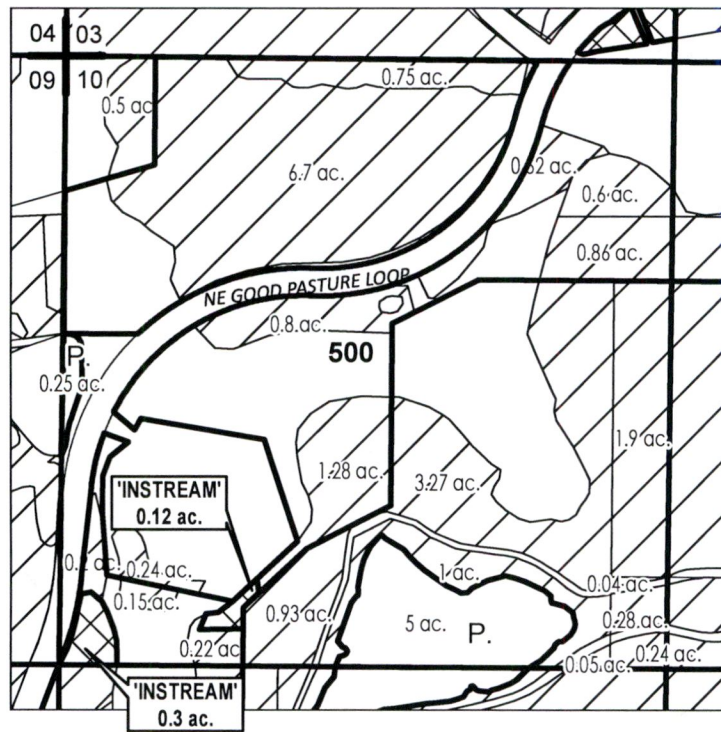 04 03
09 10
0.75 ac.
0.5 ac
6.7 ac.
0.62 ac.
0.6 ac.
0.86 ac.
NE GOOD PASTURE LOOP
0.8 ac.
500
P.
0.25 ac.
1.9 ac.
1.28 ac.
3.27 ac.
'INSTREAM'
0.12 ac.
0.24 ac.
0.15 ac.
1 ac.
0.04 ac.
0.93 ac.
5 ac.
P.
0.28 ac.
0.22 ac
0.24 ac.
0.05 ac.
'INSTREAM'
0.3 ac.